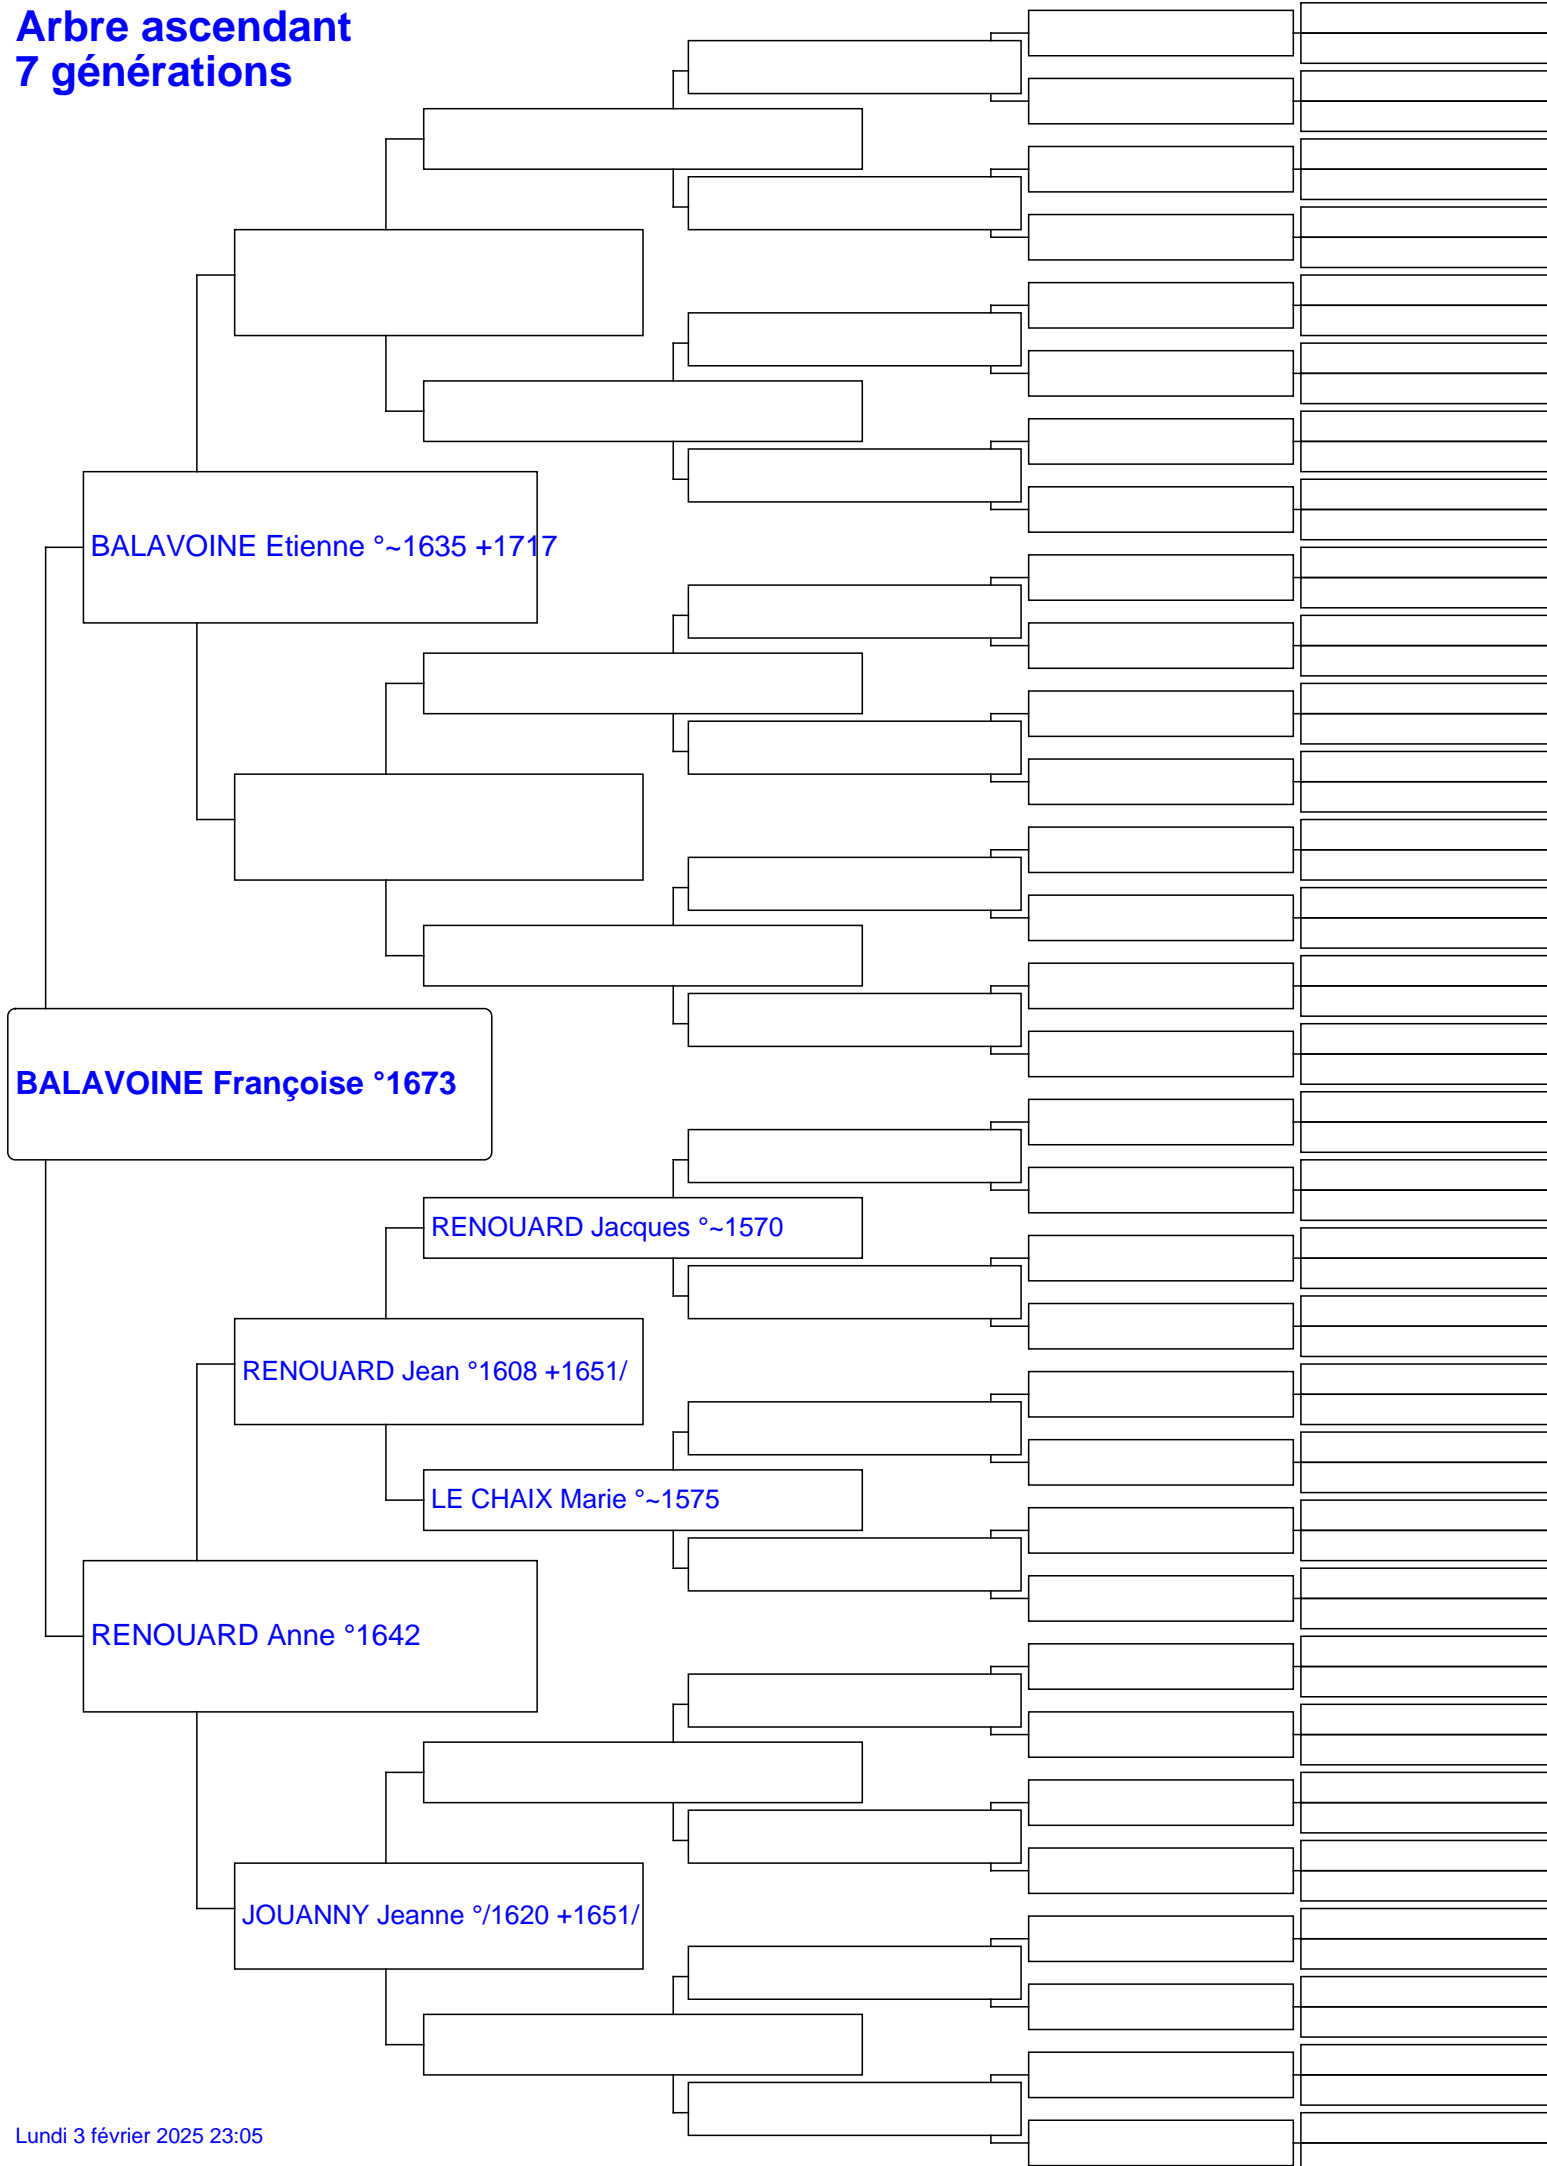 Arbre ascendant
7 générations
BALAVOINE Etienne °~1635 +1717
BALAVOINE Françoise °1673
RENOUARD Jacques °~1570
RENOUARD Jean °1608 +1651/
LE CHAIX Marie °~1575
RENOUARD Anne °1642
JOUANNY Jeanne °/1620 +1651/
Lundi 3 février 2025 23:05